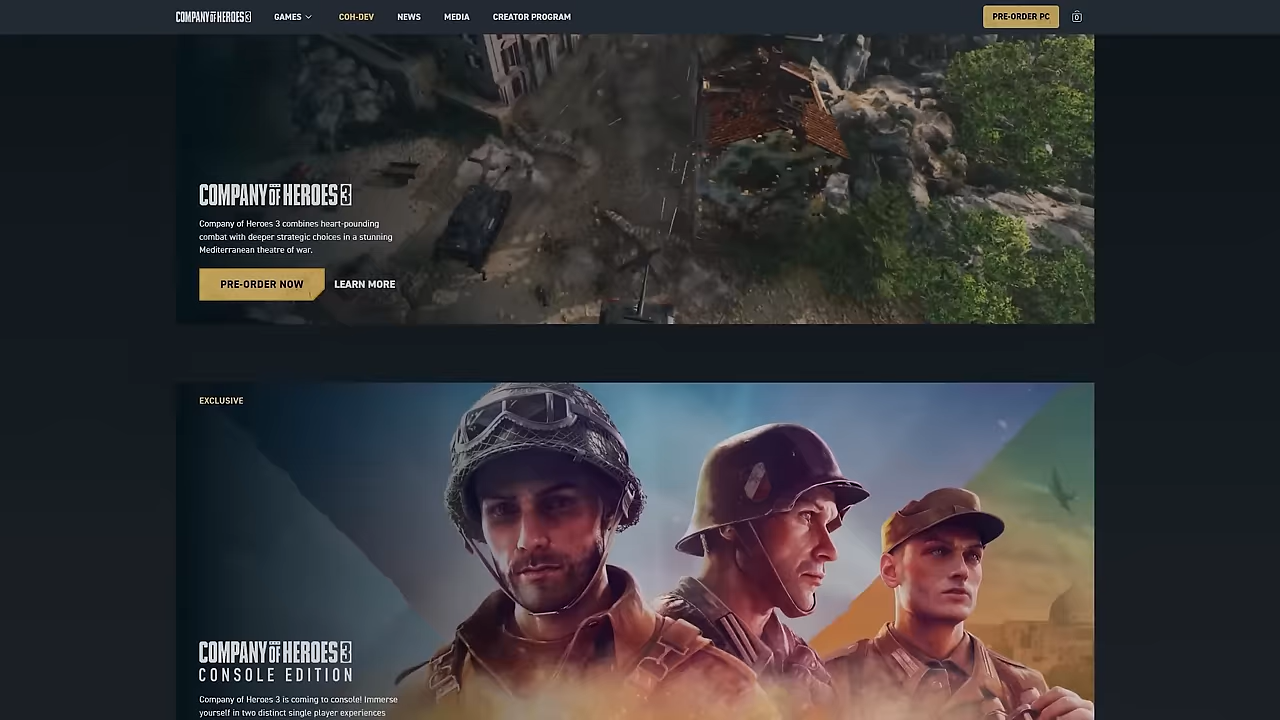 COMPANY OF HEROES 3
GAMES
COH-DEV
NEWS
MEDIA
CREATOR PROGRAM
PRE-ORDER PC
0
COMPANY OF HEROES 3
Company of Heroes 3 combines heart-pounding
combat with deeper strategic choices in a stunning
Mediterranean theatre of war.
PRE-ORDER NOW
LEARN MORE
EXCLUSIVE
COMPANY OF HEROES 3
CONSOLE EDITION
Company of Heroes 3 is coming to console! Immerse
yourself in two distinct single player experiences